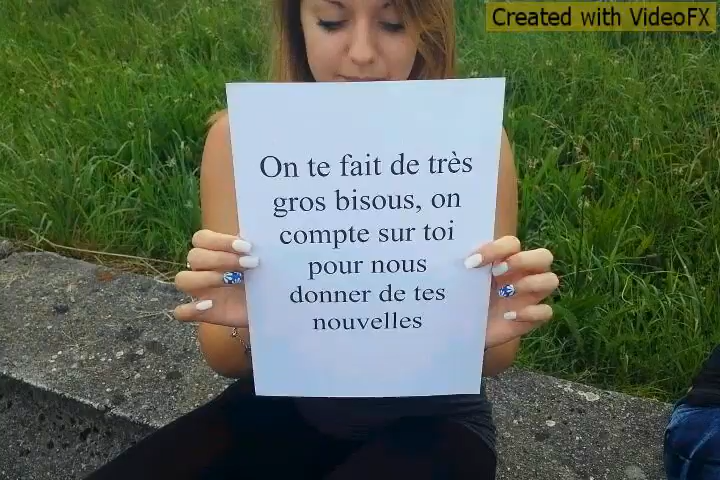 Created with VideoFX
On te fait de très
gros bisous, on
compte sur toi
pour nous
donner de tes
nouvelles